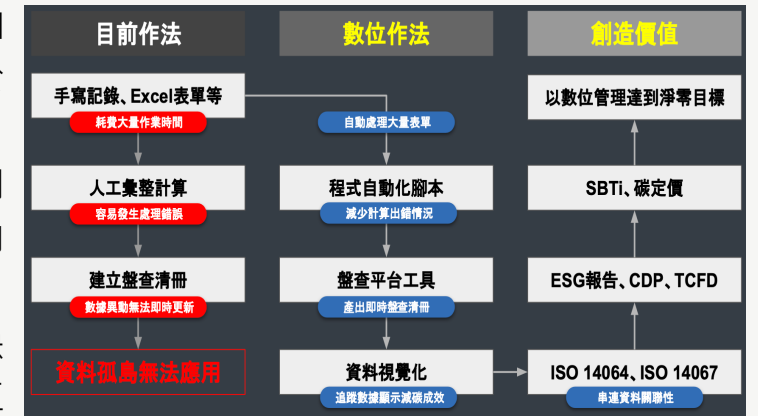 目前作法
數位作法
創造價值
手寫記錄、Excel表單等
耗費大量作業時間
人工彙整計算
容易發生處理錯誤
建立盤查清冊
數據異動無法即時更新
資料孤島無法應用
自動處理大量表單
程式自動化腳本
減少計算出錯情況
盤查平台工具
產出即時盤查清冊
資料視覺化
追蹤數據顯示減碳成效
以數位管理達到淨零目標
SBTi、碳定價
ESG報告、CDP、TCFD
ISO 14064、ISO 14067
串連資料關聯性